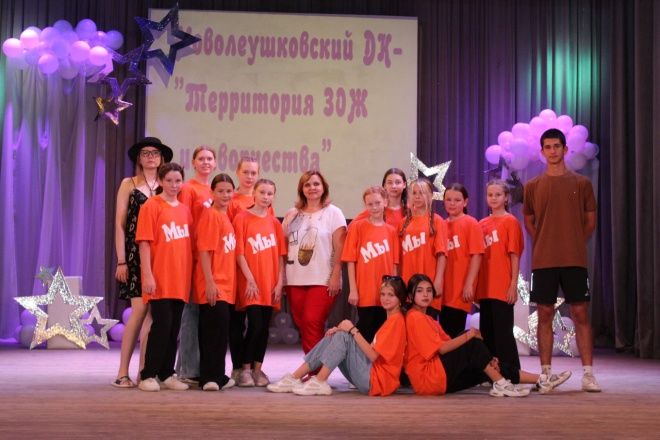 Новолеушковский ДК-
"Территория ЗОЖ
и творчества"
Мы
Мы
Мы
Мы
Мы
Мы